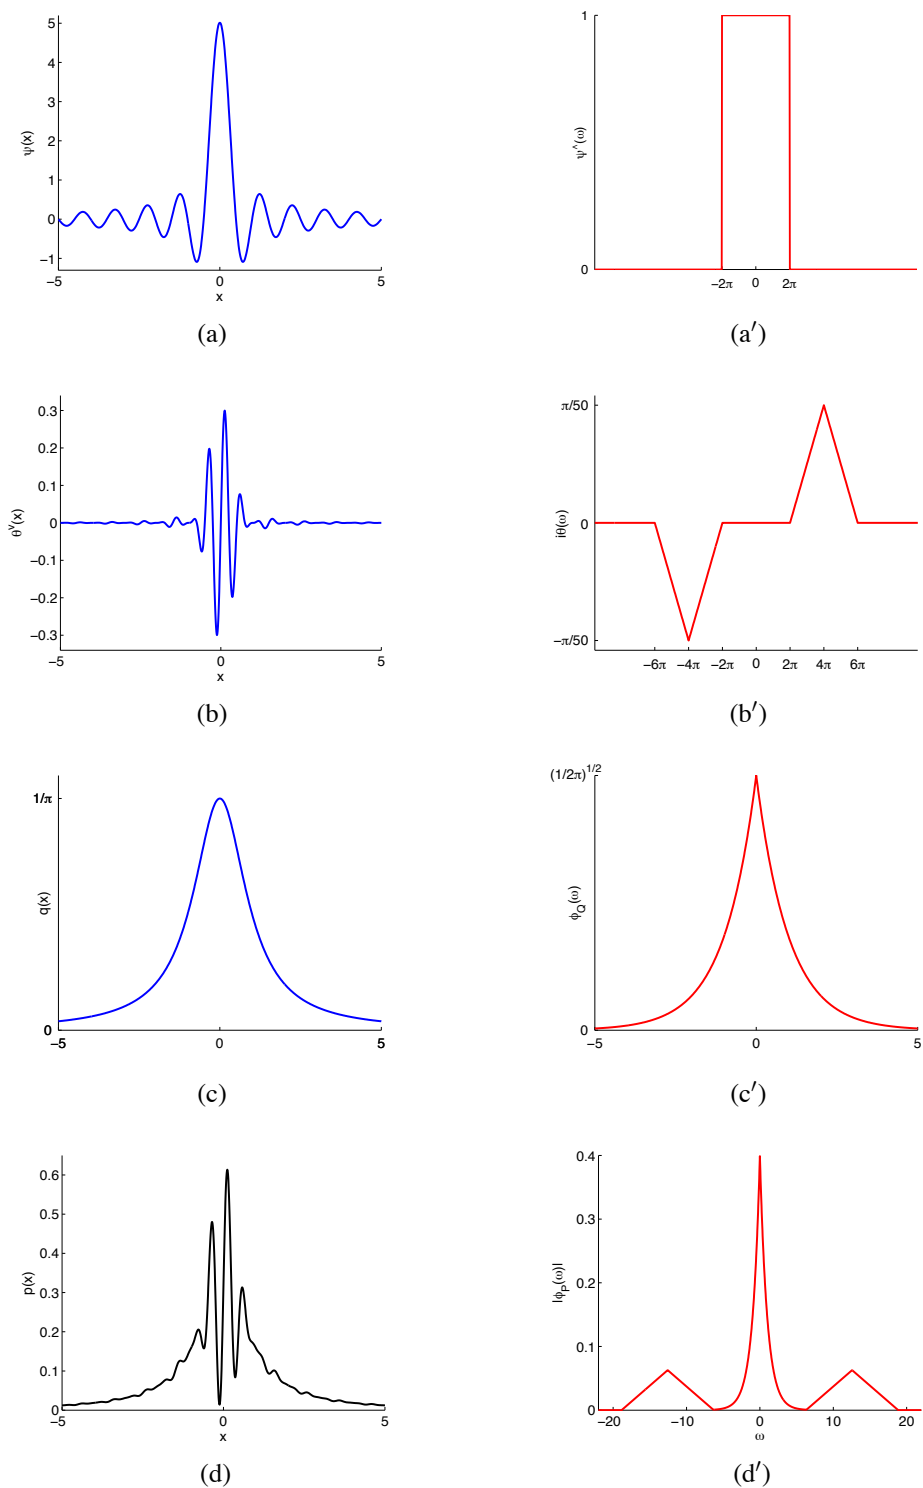 5
4
3
2
1
0
−1
ψ(x)
−5 0 5
x
(a)
1
0
ψ^(ω)
−2π 0 2π
(a′)
0.3
0.2
0.1
0
−0.1
−0.2
−0.3
θ^v(x)
−5 0 5
x
(b)
π/50
0
−π/50
iθ(ω)
−6π −4π −2π 0 2π 4π 6π
(b′)
1/π
0
q(x)
−5 0 5
(c)
(1/2π)^1/2
0
ϕ_Q(ω)
−5 0 5
(c′)
0.6
0.5
0.4
0.3
0.2
0.1
0
p(x)
−5 0 5
x
(d)
0.4
0.3
0.2
0.1
0
|ϕ_P(ω)|
−20 −10 0 10 20
ω
(d′)